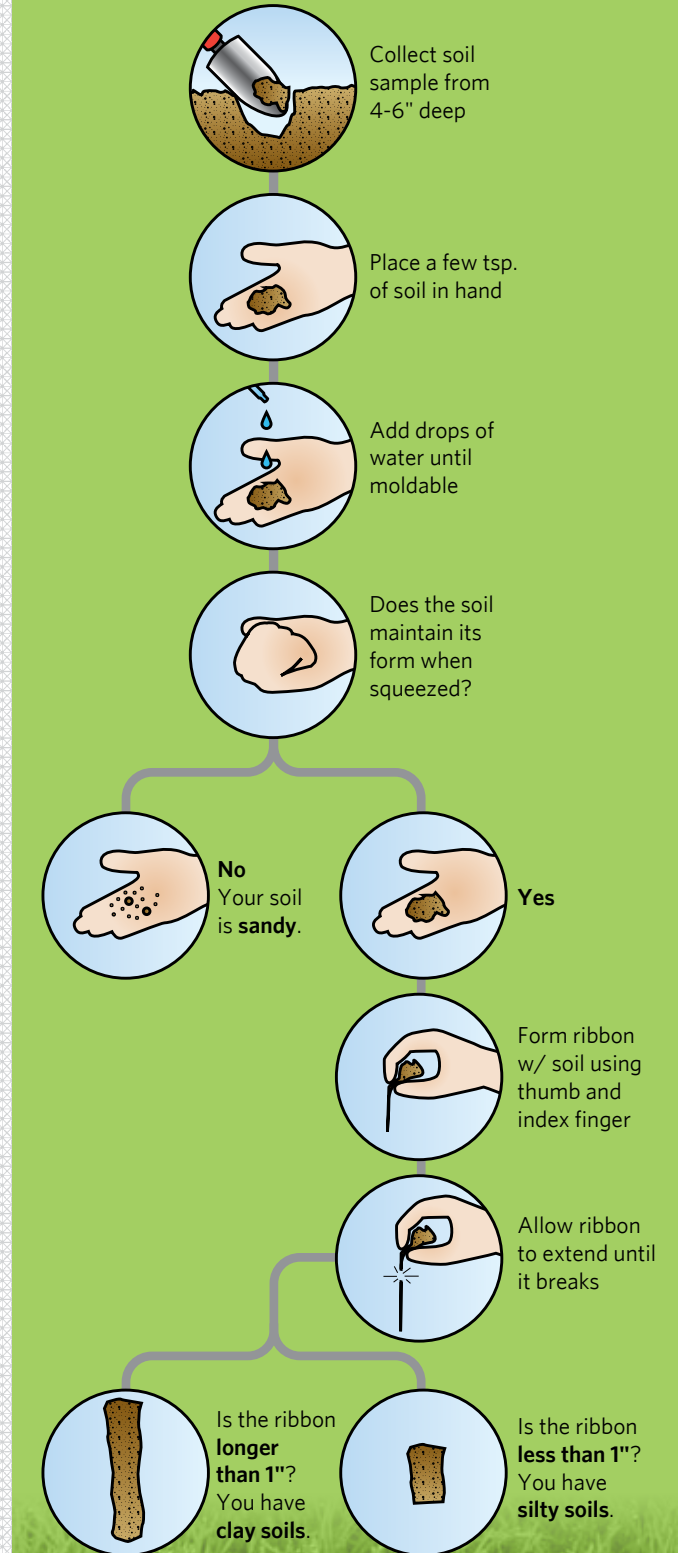 Collect soil
sample from
4-6" deep
Place a few tsp.
of soil in hand
Add drops of
water until
moldable
Does the soil
maintain its
form when
squeezed?
No
Your soil
is sandy.
Yes
Form ribbon
w/ soil using
thumb and
index finger
Allow ribbon
to extend until
it breaks
Is the ribbon
longer
than 1"?
You have
clay soils.
Is the ribbon
less than 1"?
You have
silty soils.